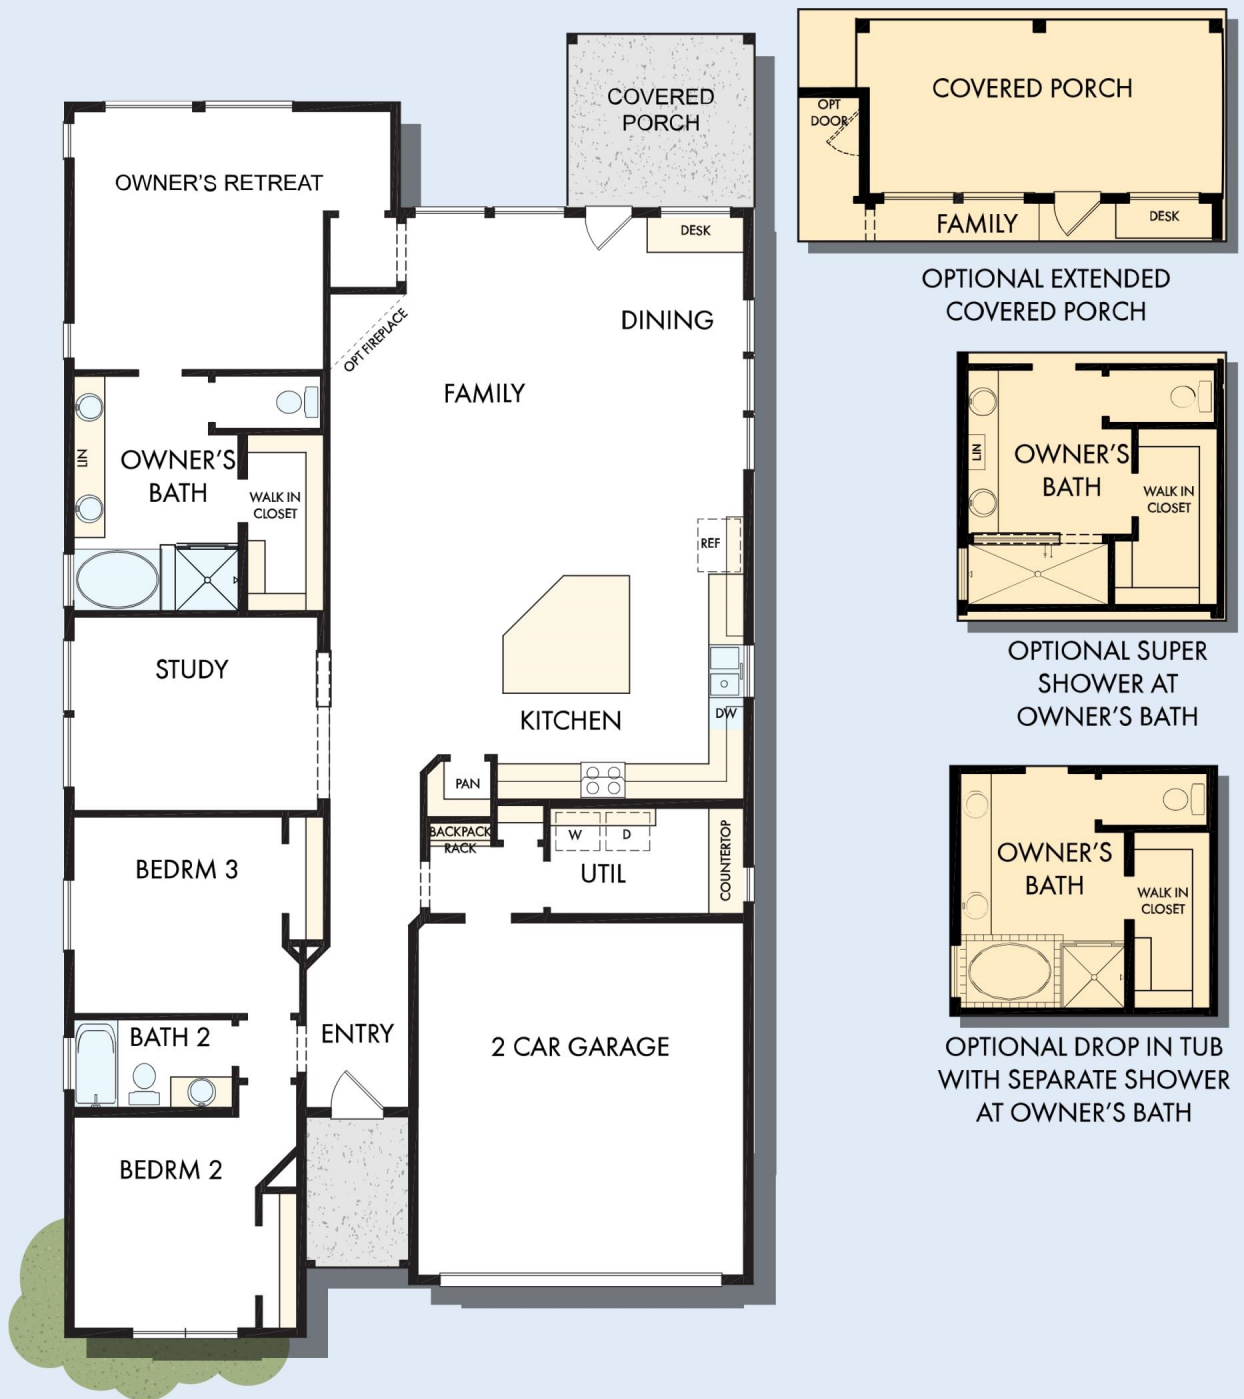 COVERED
PORCH
OWNER'S RETREAT
DESK
DINING
OPT FIREPLACE
FAMILY
LIN
OWNER'S
BATH
WALK IN
CLOSET
REF
STUDY
KITCHEN
DW
PAN
BACKPACK
RACK
W
D
UTIL
COUNTERTOP
BEDRM 3
BATH 2
ENTRY
2 CAR GARAGE
BEDRM 2
COVERED PORCH
OPT
DOOR
FAMILY
DESK
OPTIONAL EXTENDED
COVERED PORCH
LIN
OWNER'S
BATH
WALK IN
CLOSET
OPTIONAL SUPER
SHOWER AT
OWNER'S BATH
OWNER'S
BATH
WALK IN
CLOSET
OPTIONAL DROP IN TUB
WITH SEPARATE SHOWER
AT OWNER'S BATH